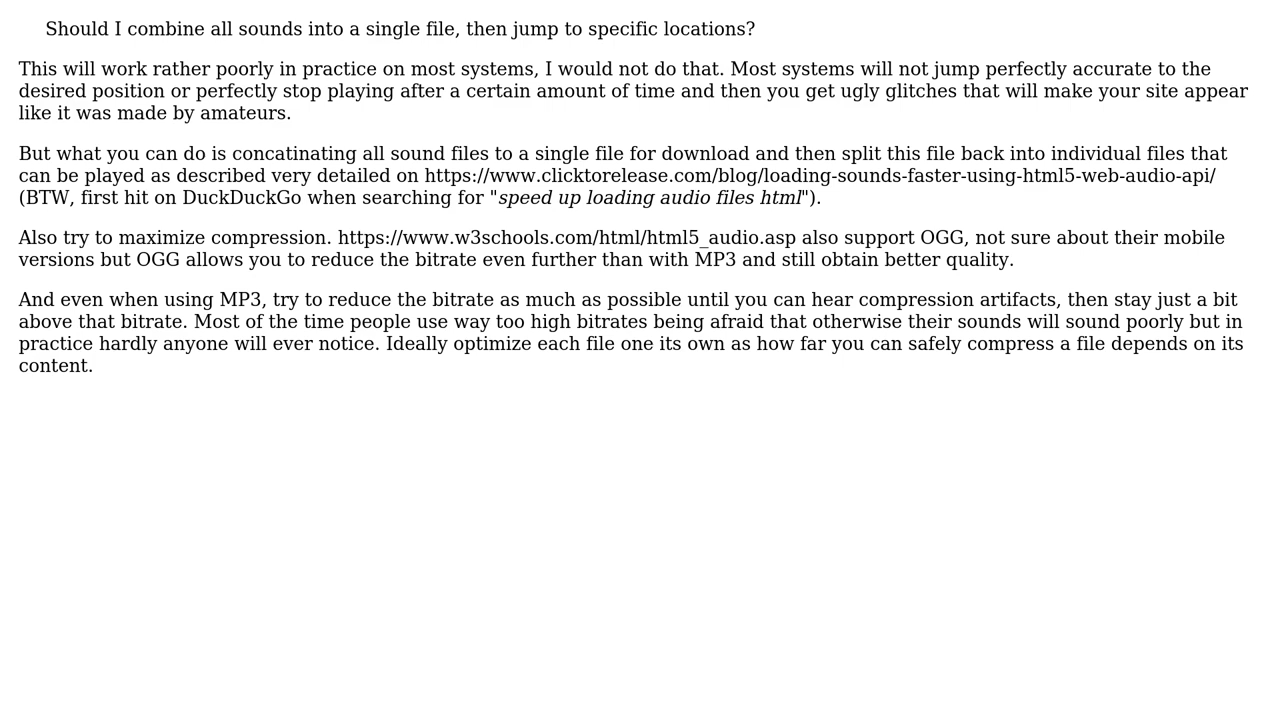 Should I combine all sounds into a single file, then jump to specific locations?
This will work rather poorly in practice on most systems, I would not do that. Most systems will not jump perfectly accurate to the
desired position or perfectly stop playing after a certain amount of time and then you get ugly glitches that will make your site appear
like it was made by amateurs.
But what you can do is concatinating all sound files to a single file for download and then split this file back into individual files that
can be played as described very detailed on https://www.clicktorelease.com/blog/loading-sounds-faster-using-html5-web-audio-api/
(BTW, first hit on DuckDuckGo when searching for "speed up loading audio files html").
Also try to maximize compression. https://www.w3schools.com/html/html5_audio.asp also support OGG, not sure about their mobile
versions but OGG allows you to reduce the bitrate even further than with MP3 and still obtain better quality.
And even when using MP3, try to reduce the bitrate as much as possible until you can hear compression artifacts, then stay just a bit
above that bitrate. Most of the time people use way too high bitrates being afraid that otherwise their sounds will sound poorly but in
practice hardly anyone will ever notice. Ideally optimize each file one its own as how far you can safely compress a file depends on its
content.